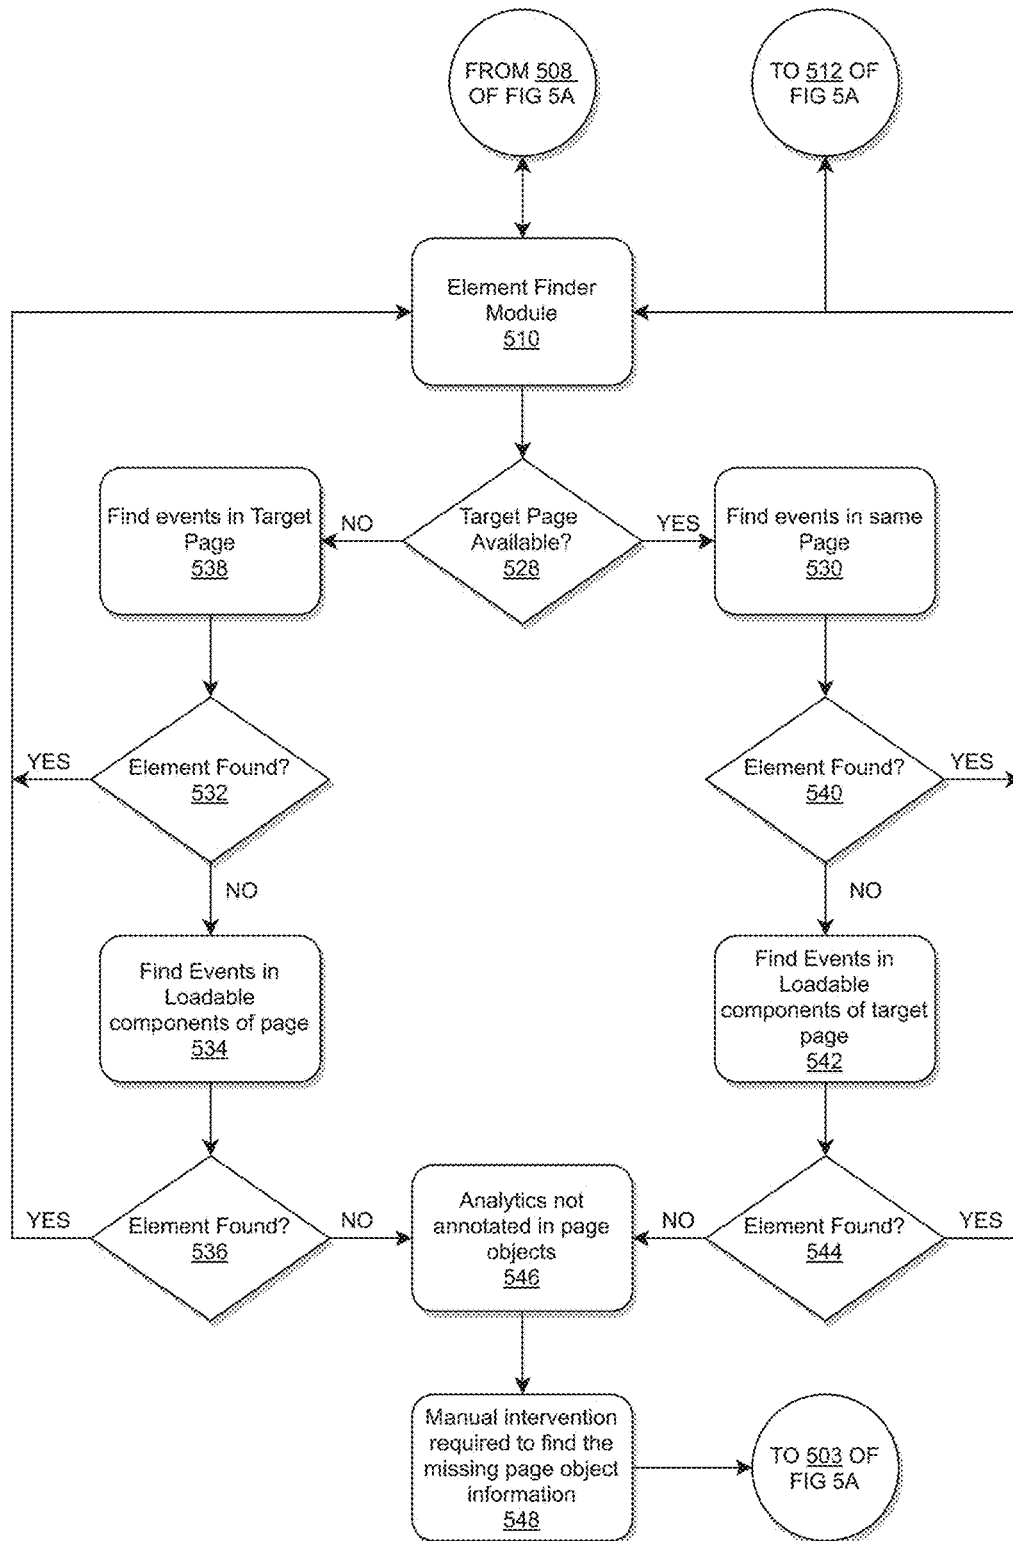 FROM 508
OF FIG 5A
TO 512 OF
FIG 5A
Element Finder
Module
510
Find events in Target
Page
538
NO
Target Page
Available?
528
YES
Find events in same
Page
530
YES
Element Found?
532
Element Found?
540
YES
NO
NO
Find Events in
Loadable
components of page
534
Find Events in
Loadable
components of target
page
542
YES
Element Found?
536
NO
Analytics not
annotated in page
objects
546
NO
Element Found?
544
YES
Manual intervention
required to find the
missing page object
information
548
TO 503 OF
FIG 5A